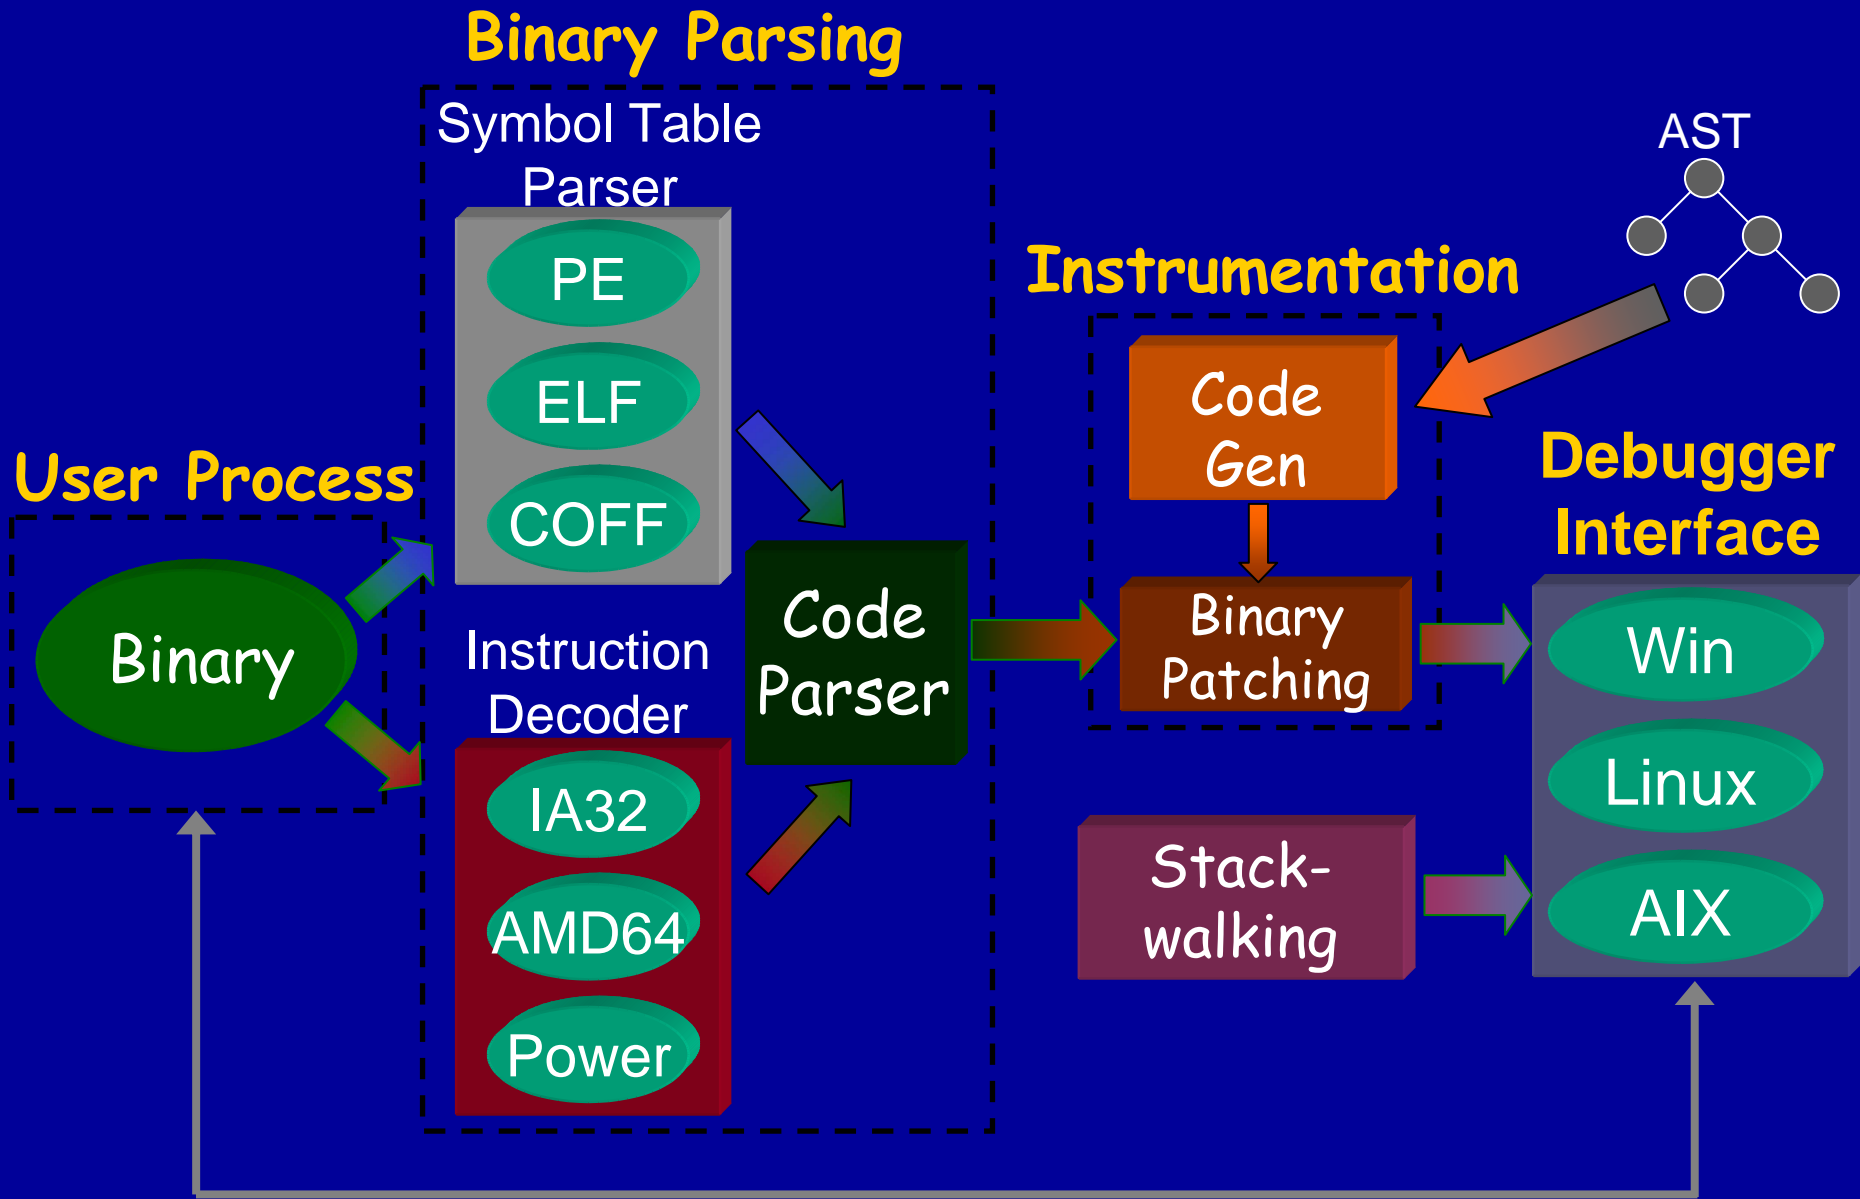 Binary Parsing
Symbol Table
Parser
PE
ELF
COFF
User Process
Binary
Instruction
Decoder
IA32
AMD64
Power
Code
Parser
Instrumentation
Code
Gen
Binary
Patching
Stack-
walking
AST
Debugger
Interface
Win
Linux
AIX